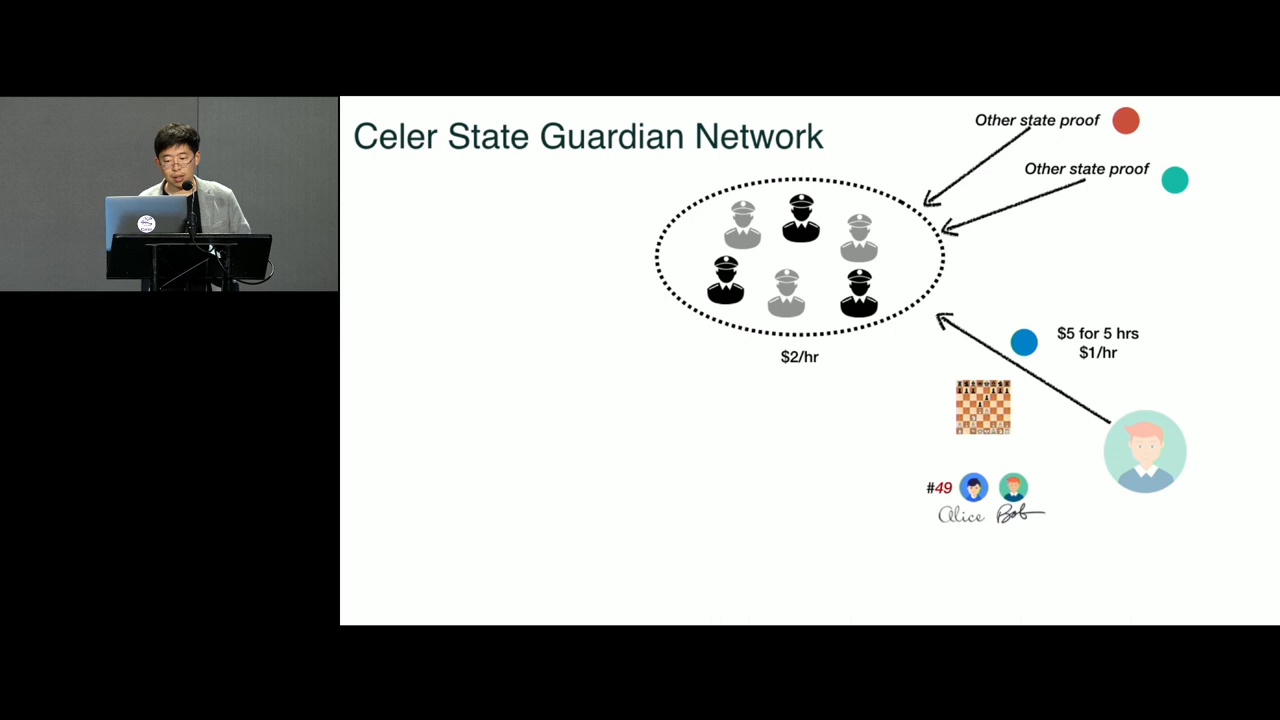 Celer State Guardian Network
Other state proof
Other state proof
$5 for 5 hrs
$1/hr
$2/hr
#49
Alice Bob